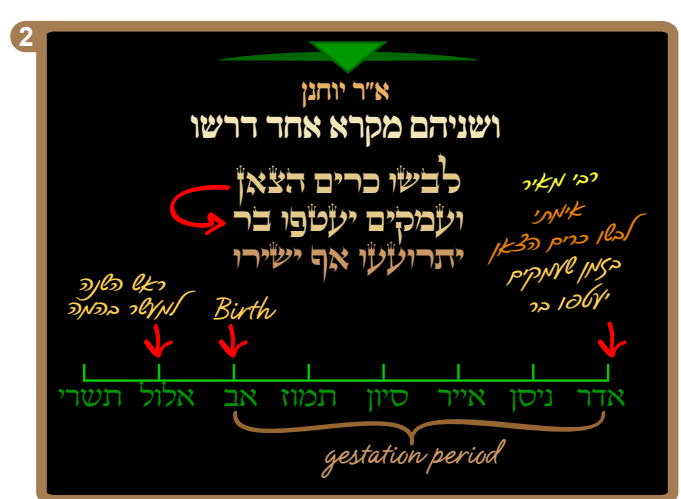 2
א"ר יוחנן
ושניהם מקרא אחד דרשו
לבשו כרים הצאן
ועמקים יעטפו בר
יתרועעו אף ישירו
רבי מאיר
אימתי
לבשו כרים הצאן
בזמן שעמקים
יעטפו בר
ראש השנה
למעשר בהמה
Birth
אדר ניסן אייר סיון תמוז אב אלול תשרי
gestation period